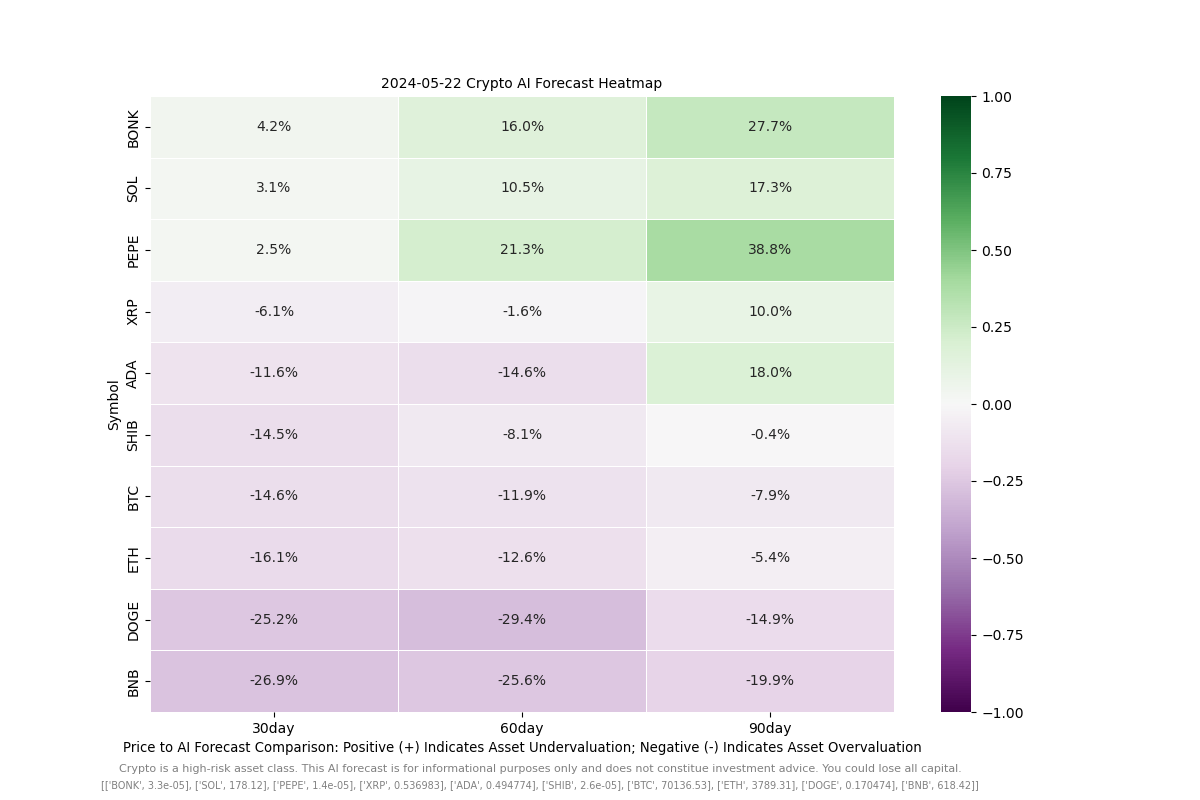 2024-05-22 Crypto AI Forecast Heatmap
BONK 4.2% 16.0% 27.7%
SOL 3.1% 10.5% 17.3%
PEPE 2.5% 21.3% 38.8%
XRP -6.1% -1.6% 10.0%
ADA -11.6% -14.6% 18.0%
SHIB -14.5% -8.1% -0.4%
BTC -14.6% -11.9% -7.9%
ETH -16.1% -12.6% -5.4%
DOGE -25.2% -29.4% -14.9%
BNB -26.9% -25.6% -19.9%
Symbol
30day 60day 90day
1.00
0.75
0.50
0.25
0.00
−0.25
−0.50
−0.75
−1.00
Price to AI Forecast Comparison: Positive (+) Indicates Asset Undervaluation; Negative (-) Indicates Asset Overvaluation
Crypto is a high-risk asset class. This AI forecast is for informational purposes only and does not constitute investment advice. You could lose all capital.
[['BONK', 3.3e-05], ['SOL', 178.12], ['PEPE', 1.4e-05], ['XRP', 0.536983], ['ADA', 0.494774], ['SHIB', 2.6e-05], ['BTC', 70136.53], ['ETH', 3789.31], ['DOGE', 0.170474], ['BNB', 618.42]]